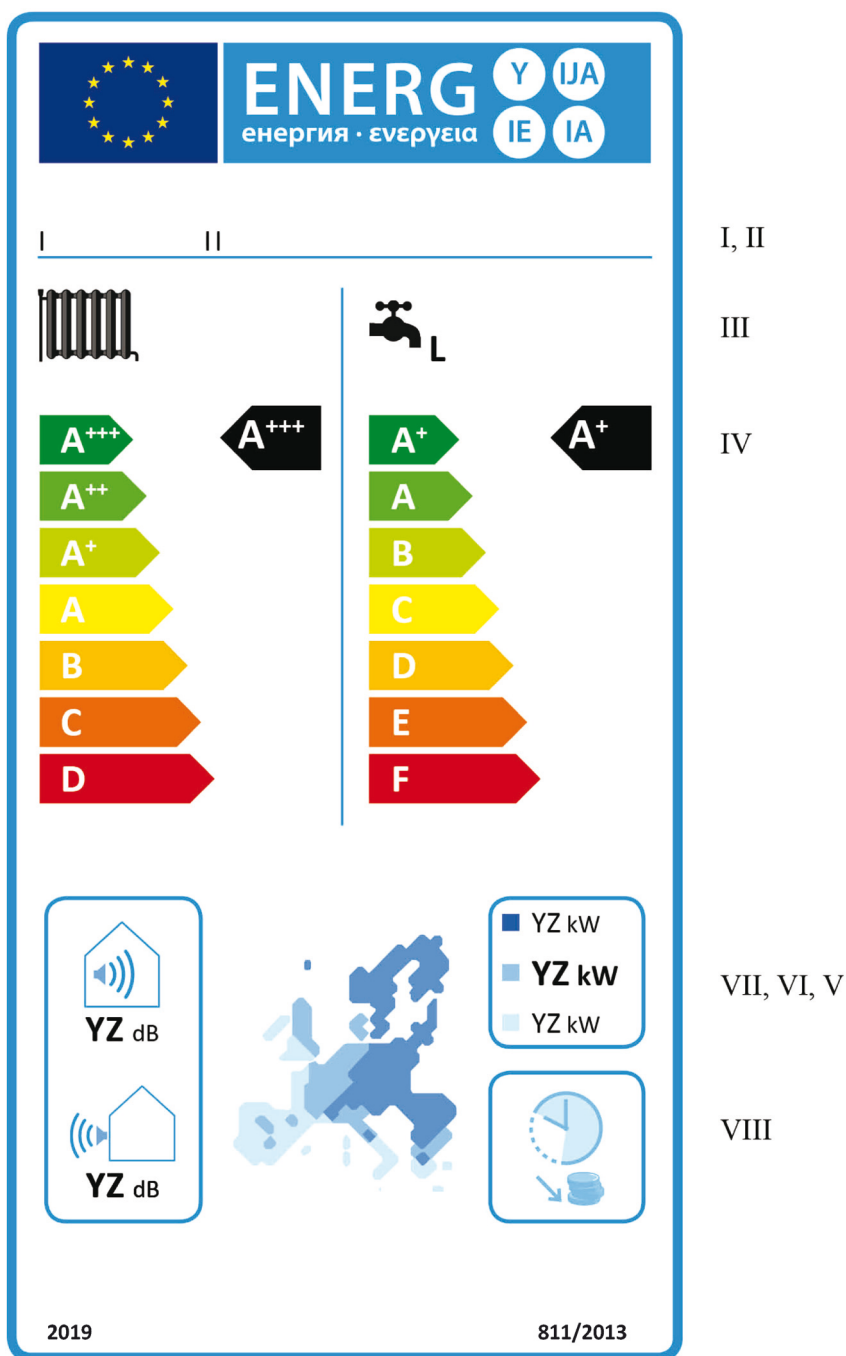 ENERG Y IJA
енергия · ενεργεια IE IA
I II I, II
L III
A+++ A+++ A+ A+ IV
A++ A
A+ B
A C
B D
C E
D F
YZ kW
YZ kW VII, VI, V
YZ kW
YZ dB
VIII
YZ dB
2019 811/2013